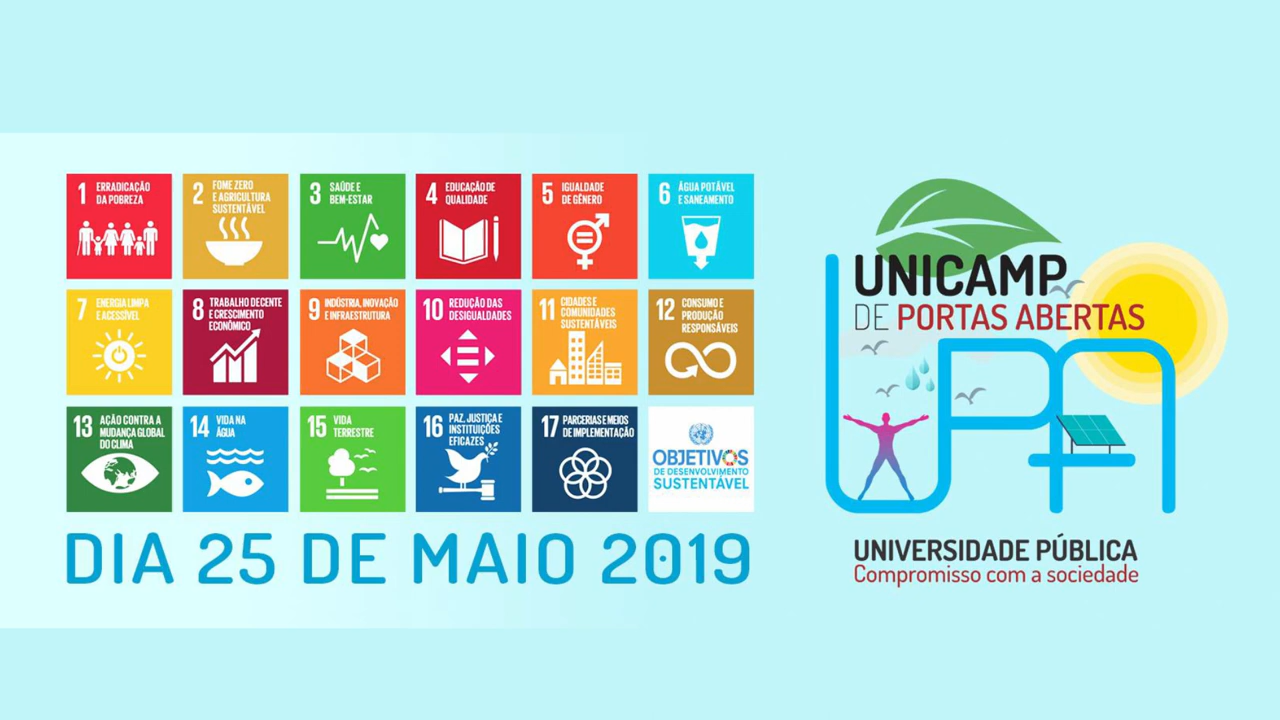 1 ERRADICAÇÃO
DA POBREZA
2 FOME ZERO
E AGRICULTURA
SUSTENTÁVEL
3 SAÚDE E
BEM-ESTAR
4 EDUCAÇÃO DE
QUALIDADE
5 IGUALDADE
DE GÊNERO
6 ÁGUA POTÁVEL
E SANEAMENTO
7 ENERGIA LIMPA
E ACESSÍVEL
8 TRABALHO DECENTE
E CRESCIMENTO
ECONÔMICO
9 INDÚSTRIA, INOVAÇÃO
E INFRAESTRUTURA
10 REDUÇÃO DAS
DESIGUALDADES
11 CIDADES E
COMUNIDADES
SUSTENTÁVEIS
12 CONSUMO E
PRODUÇÃO
RESPONSÁVEIS
13 AÇÃO CONTRA A
MUDANÇA GLOBAL
DO CLIMA
14 VIDA NA
ÁGUA
15 VIDA
TERRESTRE
16 PAZ, JUSTIÇA E
INSTITUIÇÕES
EFICAZES
17 PARCERIAS E MEIOS
DE IMPLEMENTAÇÃO
OBJETIVOS
DE DESENVOLVIMENTO
SUSTENTÁVEL
DIA 25 DE MAIO 2019
UNICAMP
DE PORTAS ABERTAS
UPA
UNIVERSIDADE PÚBLICA
Compromisso com a sociedade